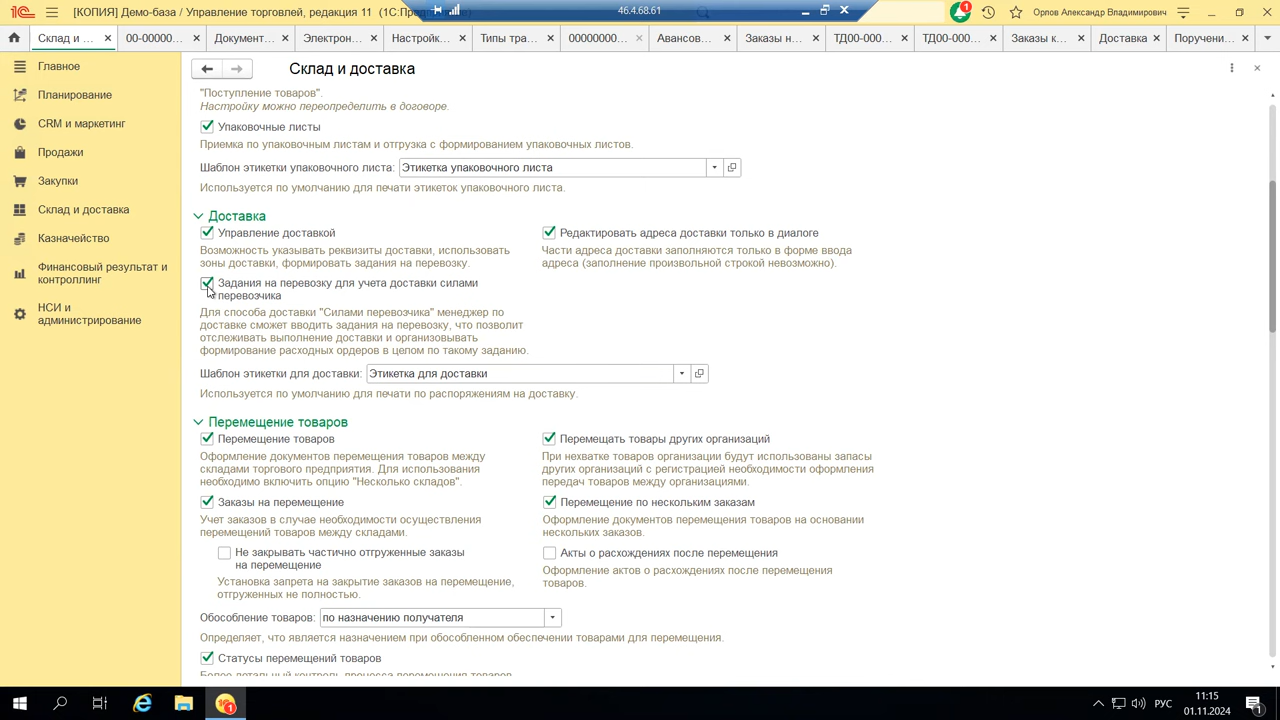 [КОПИЯ] Демо-база / Управление торговлей, редакция 11 (1С:Пр
46.4.68.61
1
Орлов Александр Владимирович
Склад и ...
00-00000...
Документ...
Электрон...
Настройк...
Типы тра...
00000000...
Авансов...
Заказы н...
ТД00-000...
ТД00-000...
Заказы к...
Доставка
Поручени...
Главное
Планирование
CRM и маркетинг
Продажи
Закупки
Склад и доставка
Казначейство
Финансовый результат и
контроллинг
НСИ и
администрирование
Склад и доставка
"Поступление товаров".
Настройку можно переопределить в договоре.
Упаковочные листы
Приемка по упаковочным листам и отгрузка с формированием упаковочных листов.
Шаблон этикетки упаковочного листа: Этикетка упаковочного листа
Используется по умолчанию для печати этикеток упаковочного листа.
Доставка
Управление доставкой
Возможность указывать реквизиты доставки, использовать
зоны доставки, формировать задания на перевозку.
Редактировать адреса доставки только в диалоге
Части адреса доставки заполняются только в форме ввода
адреса (заполнение произвольной строкой невозможно).
Задания на перевозку для учета доставки силами
перевозчика
Для способа доставки "Силами перевозчика" менеджер по
доставке сможет вводить задания на перевозку, что позволит
отслеживать выполнение доставки и организовывать
формирование расходных ордеров в целом по такому заданию.
Шаблон этикетки для доставки: Этикетка для доставки
Используется по умолчанию для печати по распоряжениям на доставку.
Перемещение товаров
Перемещение товаров
Оформление документов перемещения товаров между
складами торгового предприятия. Для использования
необходимо включить опцию "Несколько складов".
Перемещать товары других организаций
При нехватке товаров организации будут использованы запасы
других организаций с регистрацией необходимости оформления
передач товаров между организациями.
Заказы на перемещение
Учет заказов в случае необходимости осуществления
перемещений товаров между складами.
Перемещение по нескольким заказам
Оформление документов перемещения товаров на основании
нескольких заказов.
Не закрывать частично отгруженные заказы
на перемещение
Установка запрета на закрытие заказов на перемещение,
отгруженных не полностью.
Акты о расхождениях после перемещения
Оформление актов о расхождениях после перемещения
товаров.
Обособление товаров: по назначению получателя
Определяет, что является назначением при обособленном обеспечении товарами для перемещения.
Статусы перемещений товаров
Более детальный контроль процесса перемещения товаров
1
РУС
11:15
01.11.2024
1